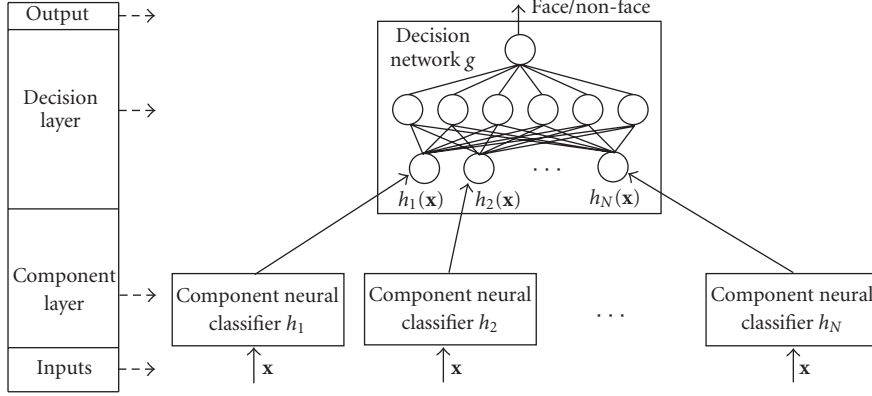 Output
Face/non-face
Decision
network g
Decision
layer
. . .
h1(x)
h2(x)
hN(x)
Component
layer
Component neural
classifier h1
Component neural
classifier h2
. . .
Component neural
classifier hN
Inputs
x
x
x